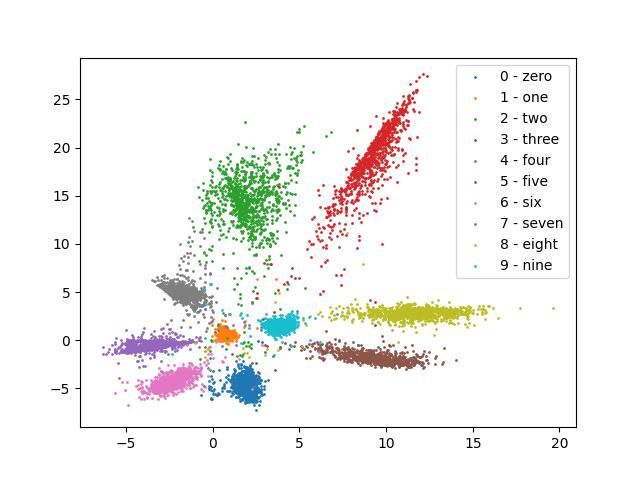 25
20
15
10
5
0
−5
−5
0
5
10
15
20
0 - zero
1 - one
2 - two
3 - three
4 - four
5 - five
6 - six
7 - seven
8 - eight
9 - nine